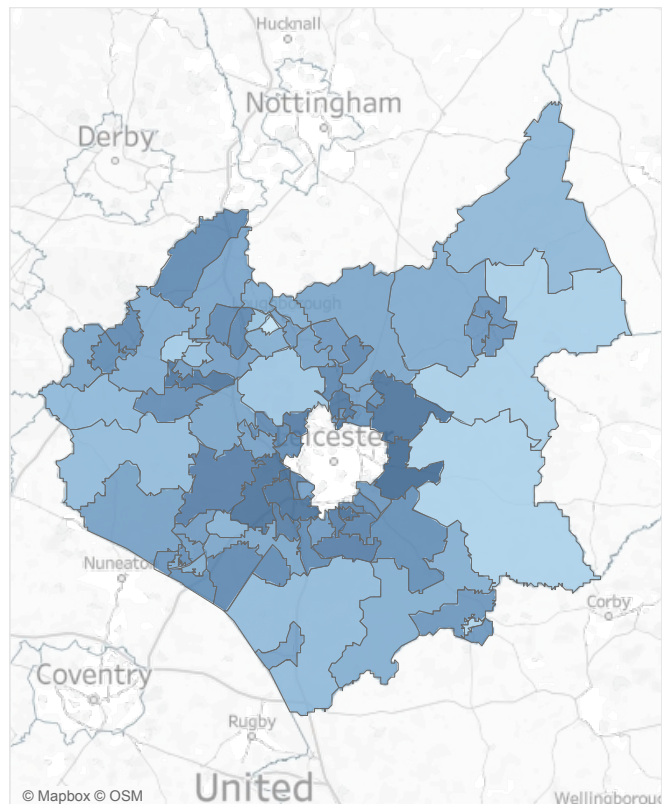 Hucknall
Nottingham
Derby
Loughborough
Leicester
Nuneaton
Corby
Coventry
Rugby
United
© Mapbox © OSM
Wellingborough